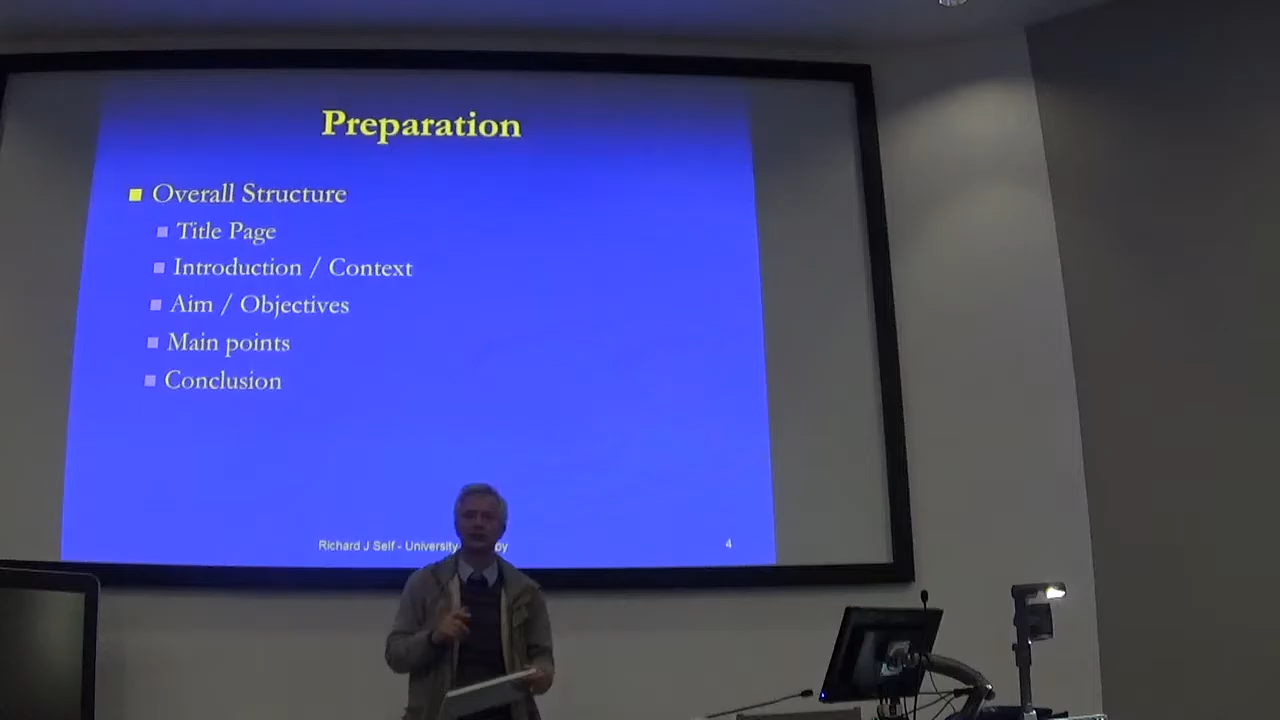 Preparation
Overall Structure
Title Page
Introduction / Context
Aim / Objectives
Main points
Conclusion
Richard J Self - University
4